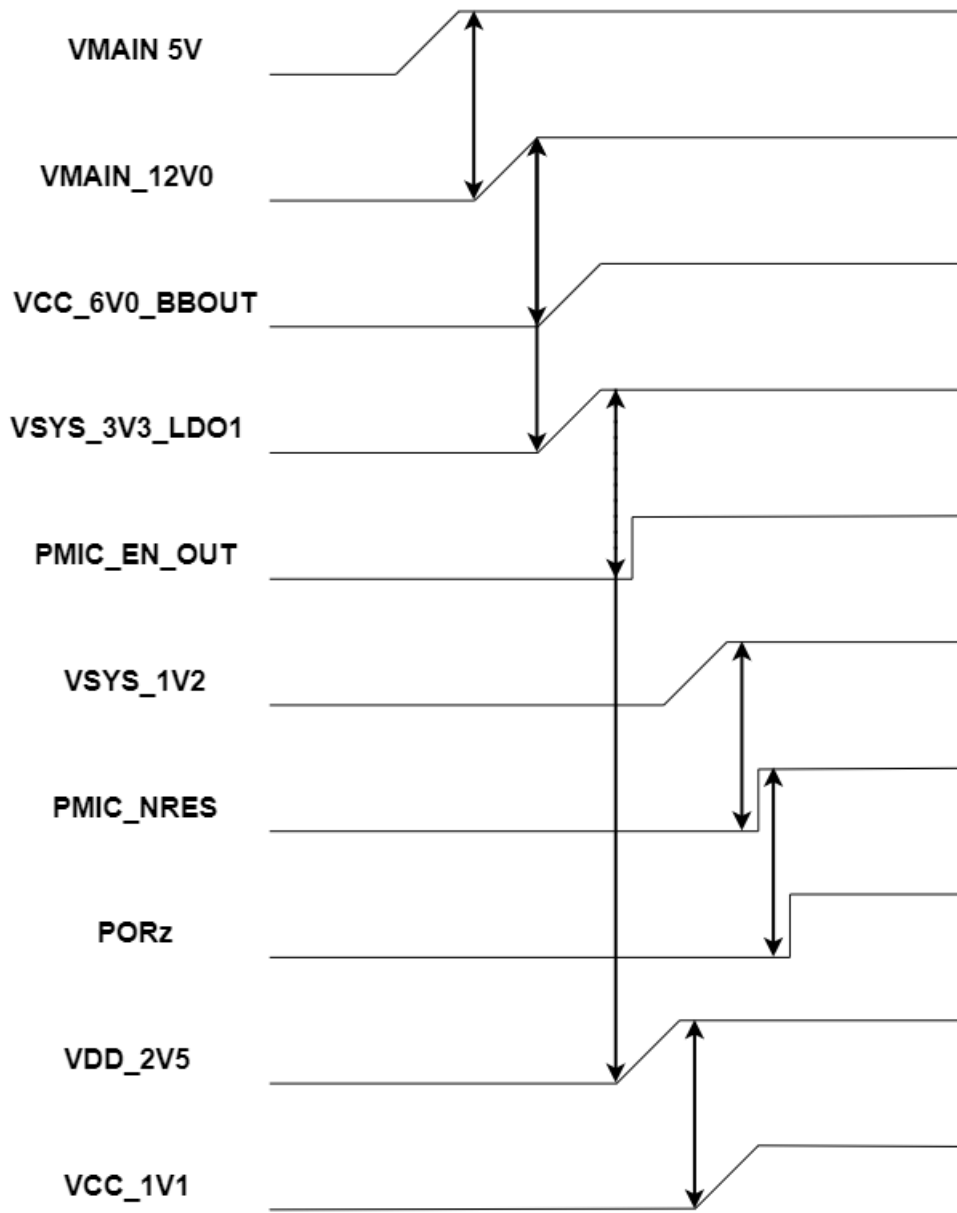 VMAIN 5V
VMAIN_12V0
VCC_6V0_BBOUT
VSYS_3V3_LDO1
PMIC_EN_OUT
VSYS_1V2
PMIC_NRES
PORz
VDD_2V5
VCC_1V1